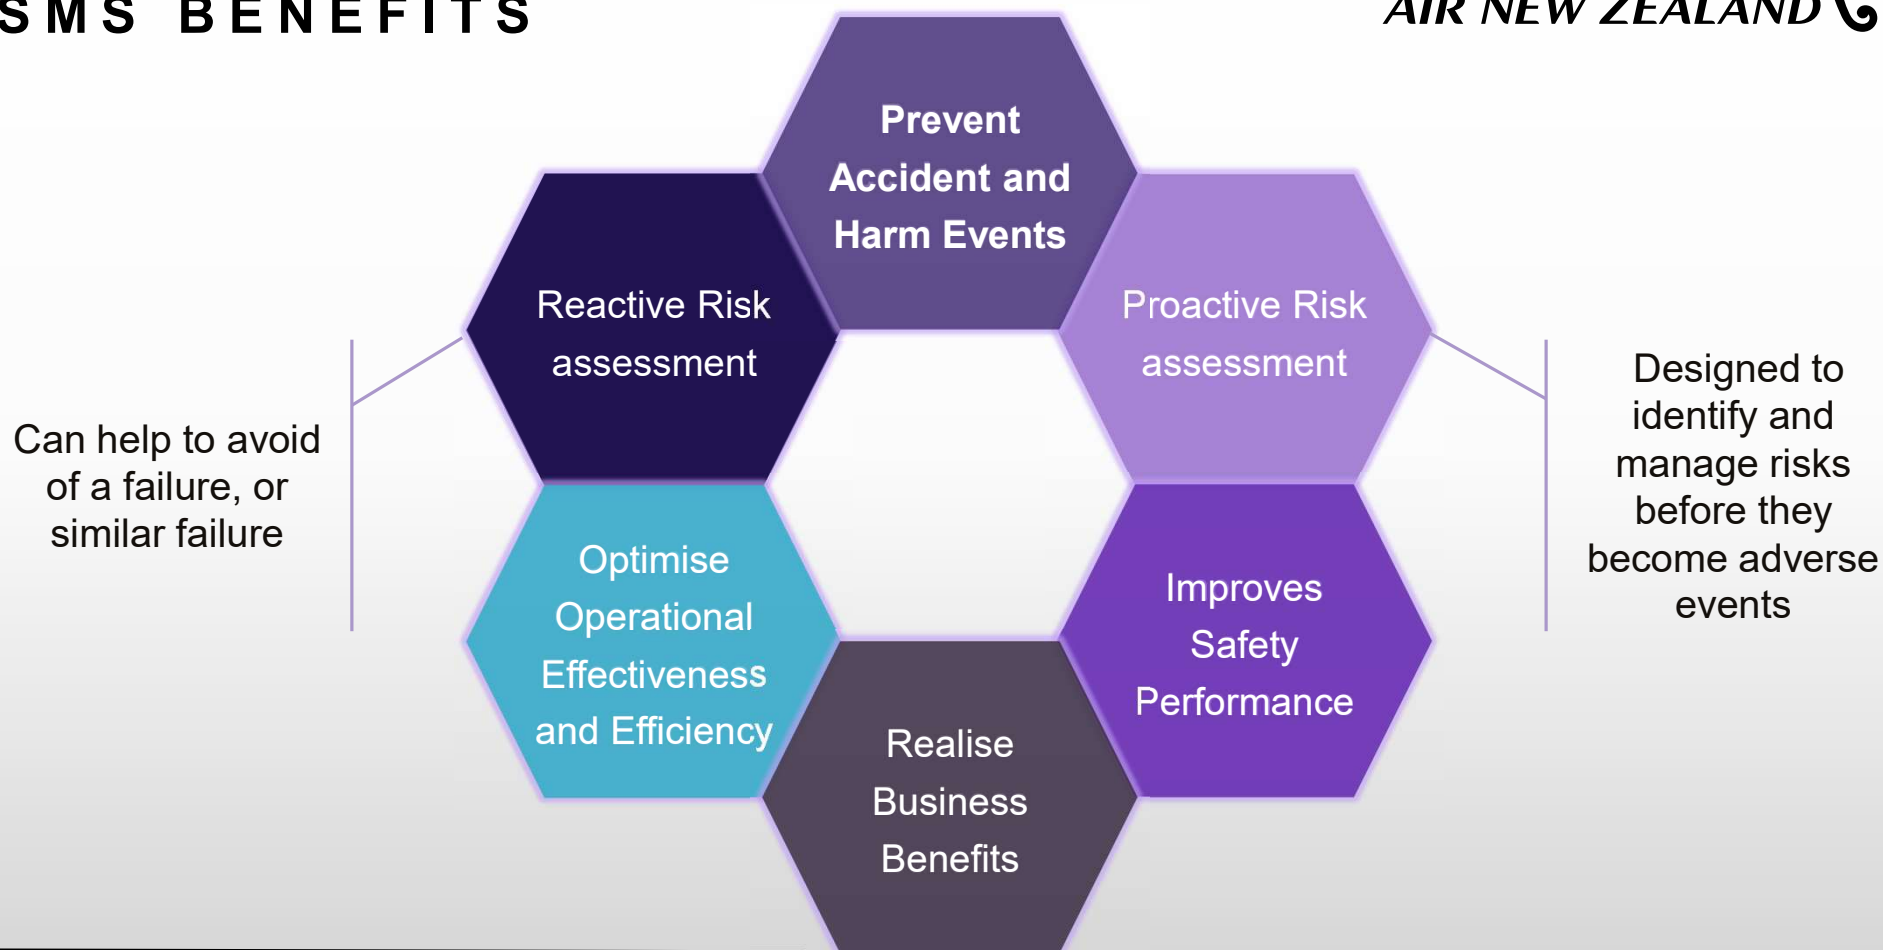 SMS BENEFITS
AIR NEW ZEALAND
Prevent
Accident and
Harm Events
Reactive Risk
assessment
Proactive Risk
assessment
Can help to avoid
of a failure, or
similar failure
Designed to
identify and
manage risks
before they
become adverse
events
Optimise
Operational
Effectiveness
and Efficiency
Improves
Safety
Performance
Realise
Business
Benefits